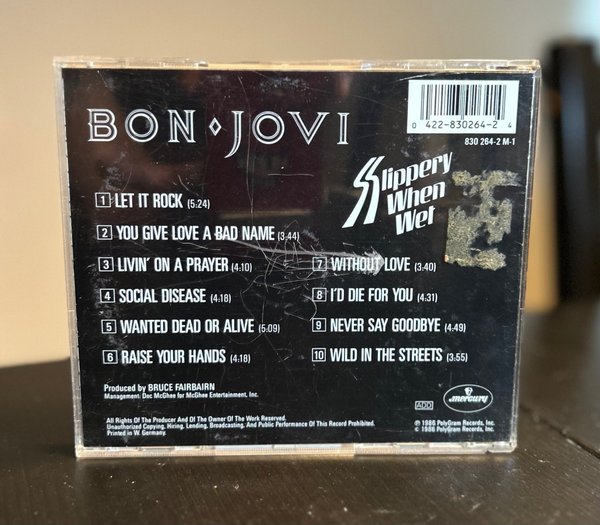 BON JOVI
0 422-830264-2 4
830 264-2 M-1
Slippery
When
Wet
1 LET IT ROCK (5:24)
2 YOU GIVE LOVE A BAD NAME (3:44)
3 LIVIN' ON A PRAYER (4:10)
4 SOCIAL DISEASE (4:18)
5 WANTED DEAD OR ALIVE (5:09)
6 RAISE YOUR HANDS (4:18)
7 WITHOUT LOVE (3:40)
8 I'D DIE FOR YOU (4:31)
9 NEVER SAY GOODBYE (4:49)
10 WILD IN THE STREETS (3:55)
Produced by BRUCE FAIRBAIRN
Management: Doc McGhee for McGhee Entertainment, Inc.
All Rights Of The Producer And Of The Owner Of The Work Reserved.
Unauthorized Copying, Hiring, Lending, Broadcasting, And Public Performance Of This Record Prohibited.
Printed in W. Germany.
ADD
mercury
℗ 1986 PolyGram Records, Inc.
© 1986 PolyGram Records, Inc.